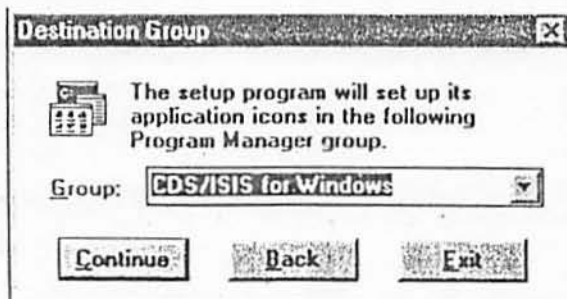 Destination Group
The setup program will set up its
application icons in the following
Program Manager group.
Group: CDS/ISIS for Windows
Continue Back Exit